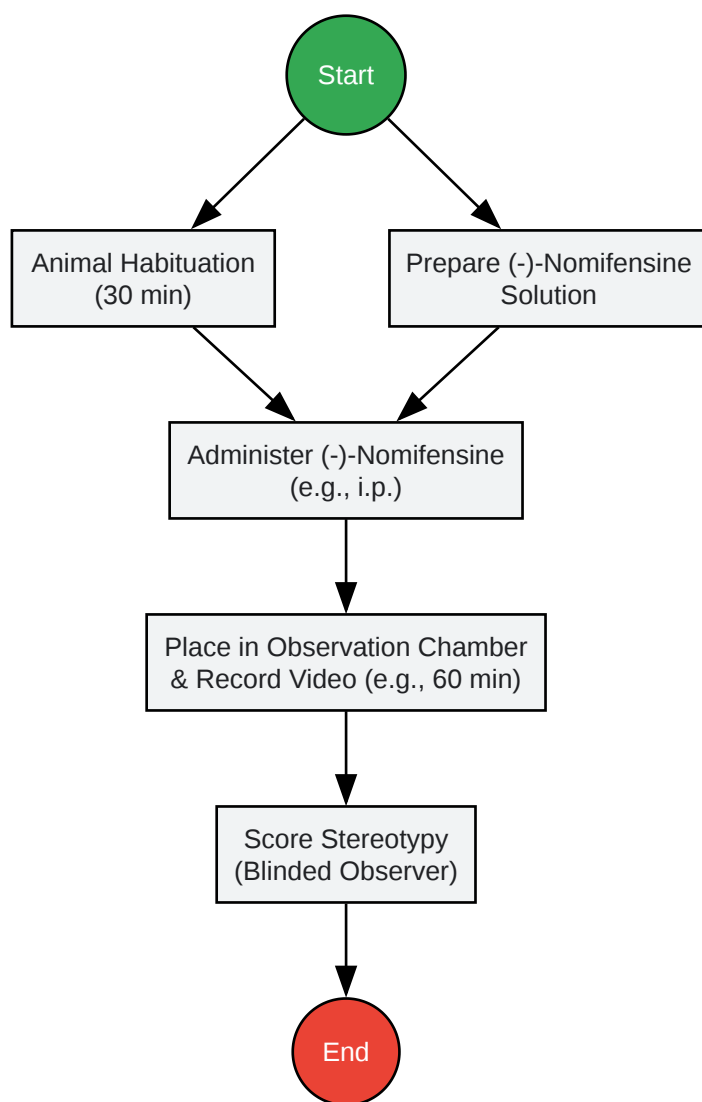 Start
Animal Habituation
(30 min)
Prepare (-)-Nomifensine
Solution
Administer (-)-Nomifensine
(e.g., i.p.)
Place in Observation Chamber
& Record Video (e.g., 60 min)
Score Stereotypy
(Blinded Observer)
End